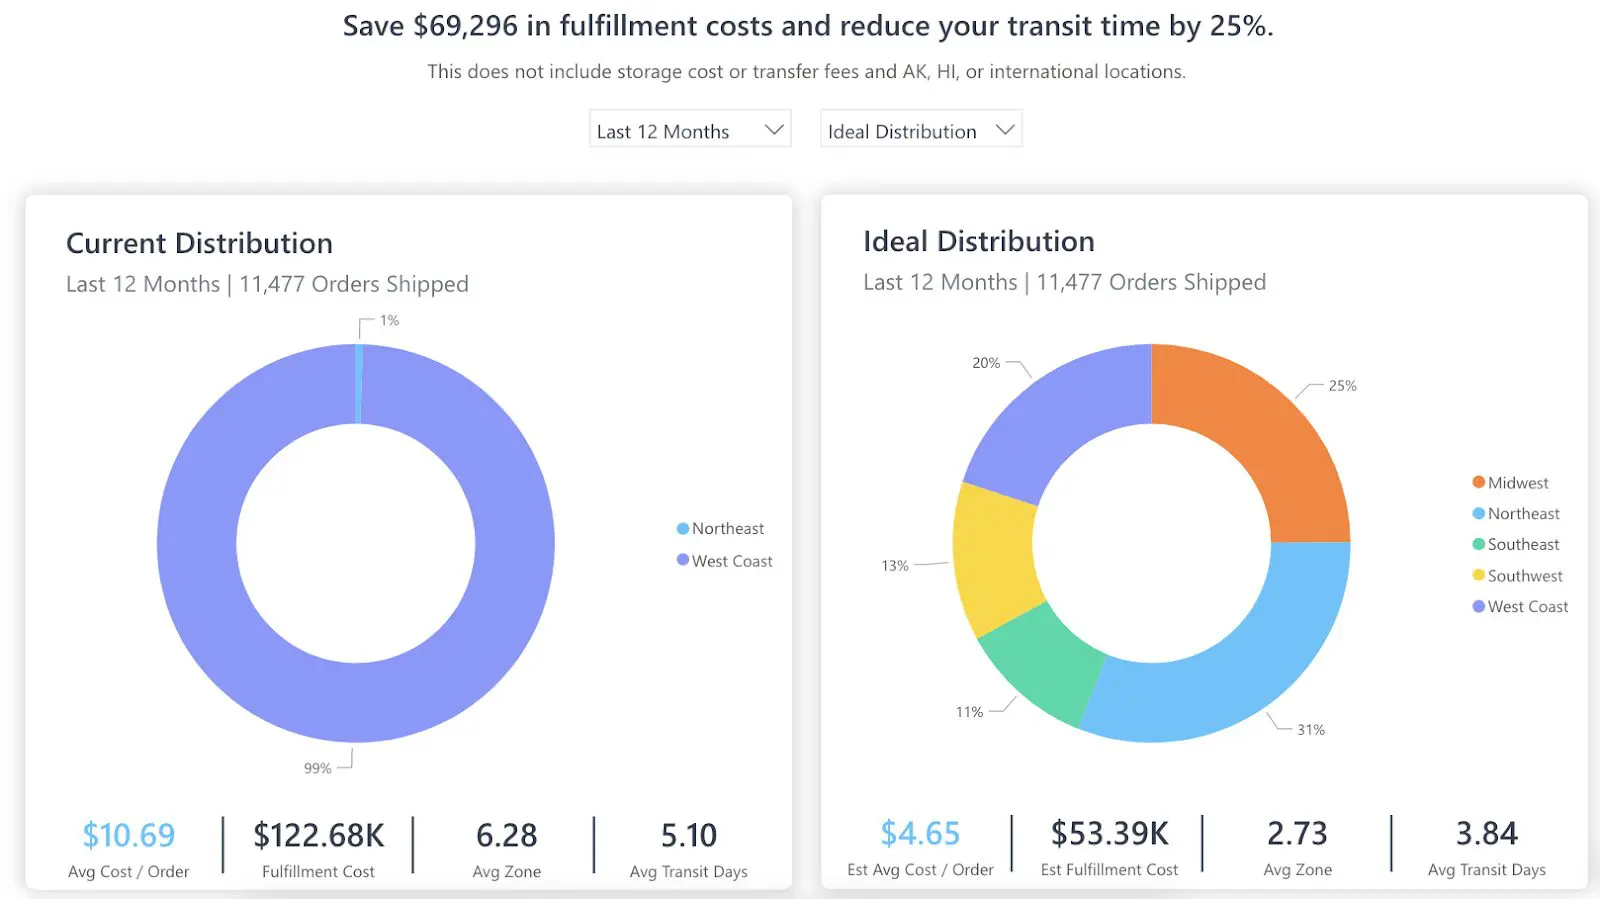 Save $69,296 in fulfillment costs and reduce your transit time by 25%.
This does not include storage cost or transfer fees and AK, HI, or international locations.
Last 12 Months
Ideal Distribution
Current Distribution
Last 12 Months | 11,477 Orders Shipped
1%
Northeast
West Coast
99%
$10.69
Avg Cost / Order
$122.68K
Fulfillment Cost
6.28
Avg Zone
5.10
Avg Transit Days
Ideal Distribution
Last 12 Months | 11,477 Orders Shipped
20%
25%
13%
11%
31%
Midwest
Northeast
Southeast
Southwest
West Coast
$4.65
Est Avg Cost / Order
$53.39K
Est Fulfillment Cost
2.73
Avg Zone
3.84
Avg Transit Days